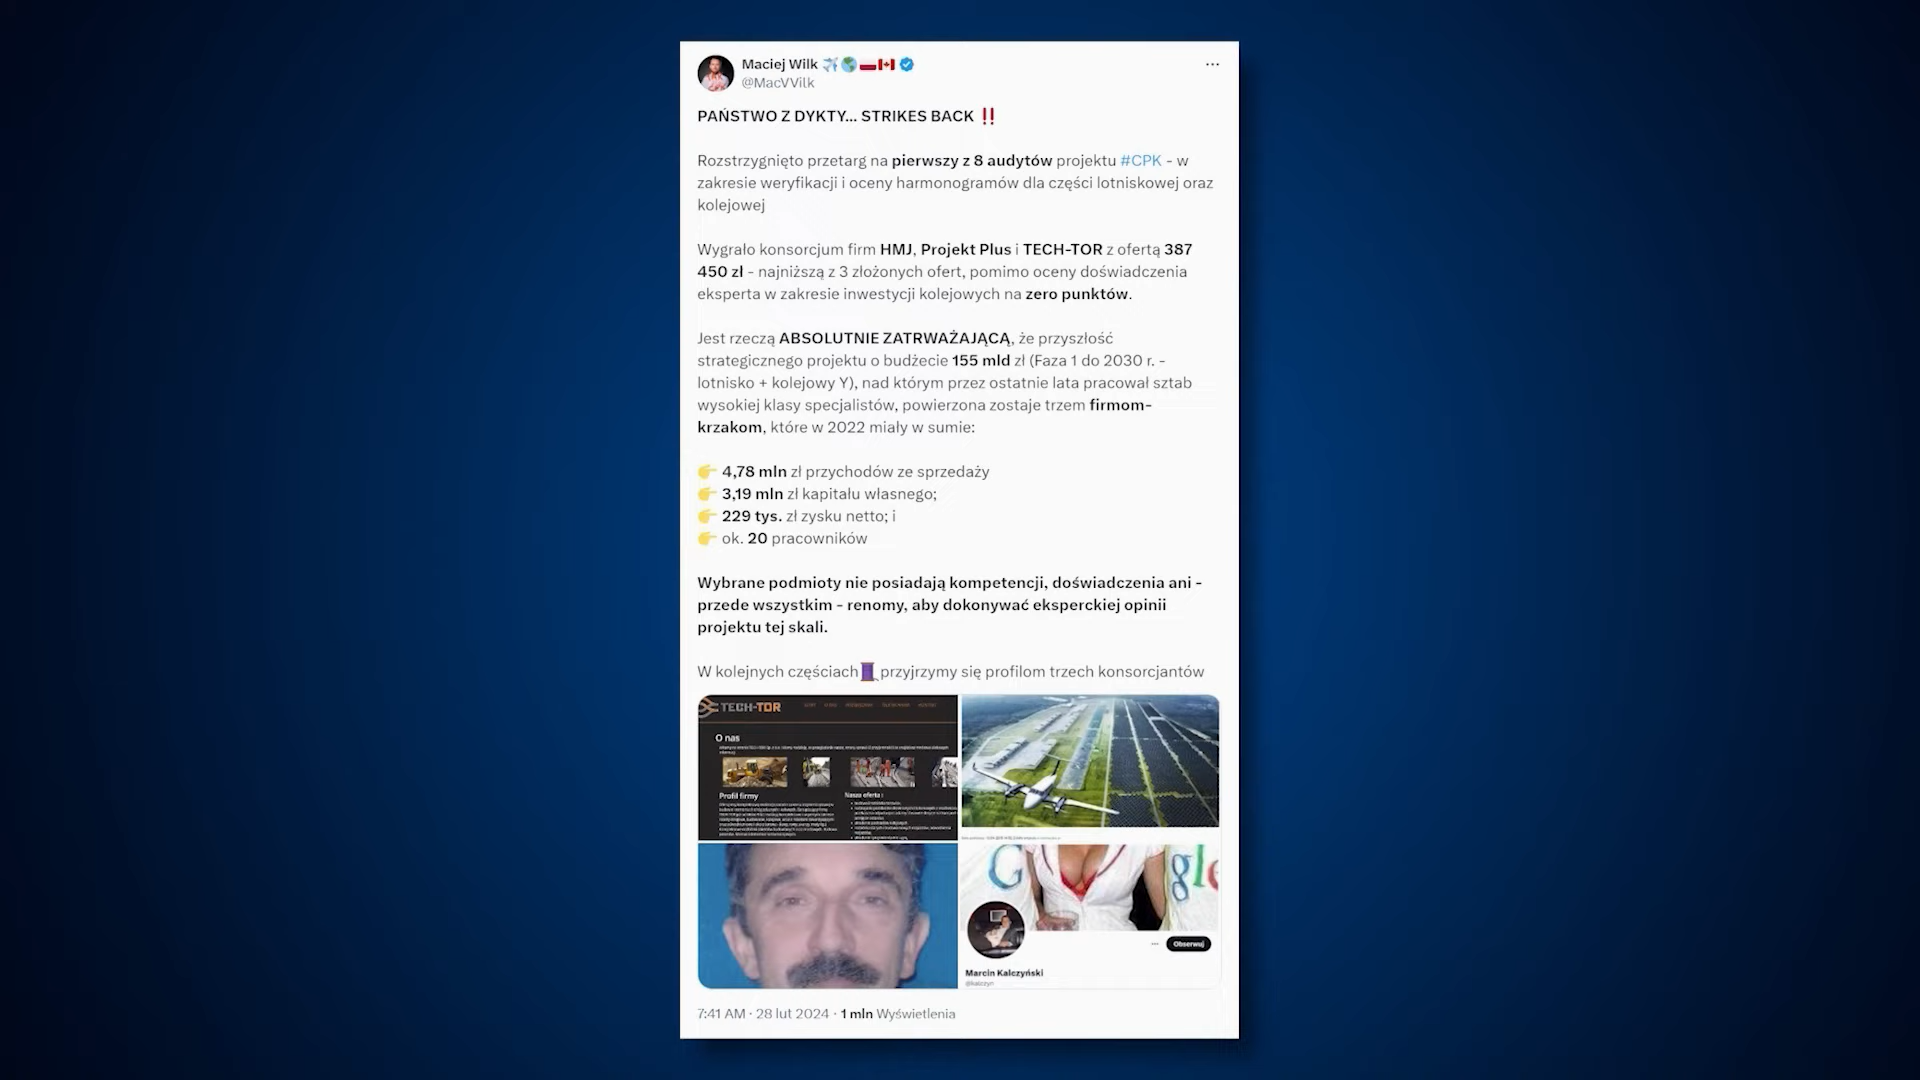 Maciej Wilk
@MacVVilk
PAŃSTWO Z DYKTY... STRIKES BACK ‼️
Rozstrzygnięto przetarg na pierwszy z 8 audytów projektu #CPK - w
zakresie weryfikacji i oceny harmonogramów dla części lotniskowej oraz
kolejowej
Wygrało konsorcjum firm HMJ, Projekt Plus i TECH-TOR z ofertą 387
450 zł - najniższą z 3 złożonych ofert, pomimo oceny doświadczenia
eksperta w zakresie inwestycji kolejowych na zero punktów.
Jest rzeczą ABSOLUTNIE ZATRWAŻAJĄCĄ, że przyszłość
strategicznego projektu o budżecie 155 mld zł (Faza 1 do 2030 r. -
lotnisko + kolejowy Y), nad którym przez ostatnie lata pracował sztab
wysokiej klasy specjalistów, powierzona zostaje trzem firmom-
krzakom, które w 2022 miały w sumie:
👉 4,78 mln zł przychodów ze sprzedaży
👉 3,19 mln zł kapitału własnego;
👉 229 tys. zł zysku netto; i
👉 ok. 20 pracowników
Wybrane podmioty nie posiadają kompetencji, doświadczenia ani -
przede wszystkim - renomy, aby dokonywać eksperckiej opinii
projektu tej skali.
W kolejnych częściach🧵przyjrzymy się profilom trzech konsorcjantów
TECH-TOR
O nas
Profil firmy
Nasza oferta :
G gle
Obserwuj
Marcin Kalczyński
@kalczyn
7:41 AM · 28 lut 2024 · 1 mln Wyświetlenia